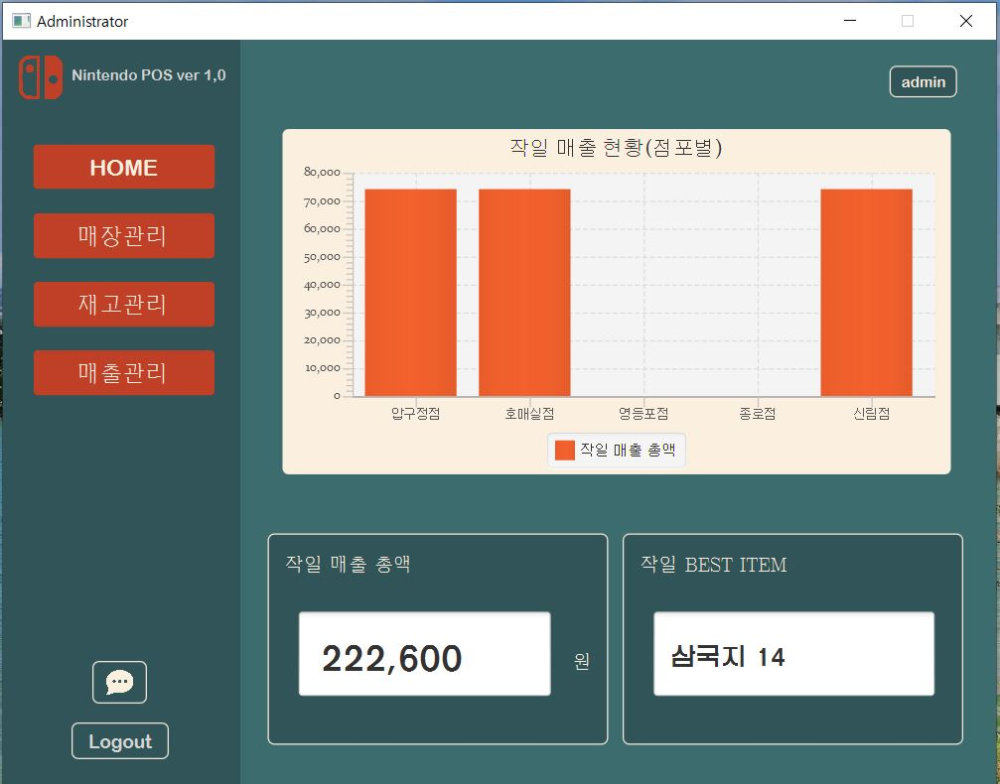 Administrator
Nintendo POS ver 1,0
admin
HOME
매장관리
재고관리
매출관리
Logout
작일 매출 현황(점포별)
80,000
70,000
60,000
50,000
40,000
30,000
20,000
10,000
0
압구정점 호매실점 영등포점 종로점 신림점
작일 매출 총액
작일 매출 총액
222,600 원
작일 BEST ITEM
삼국지 14